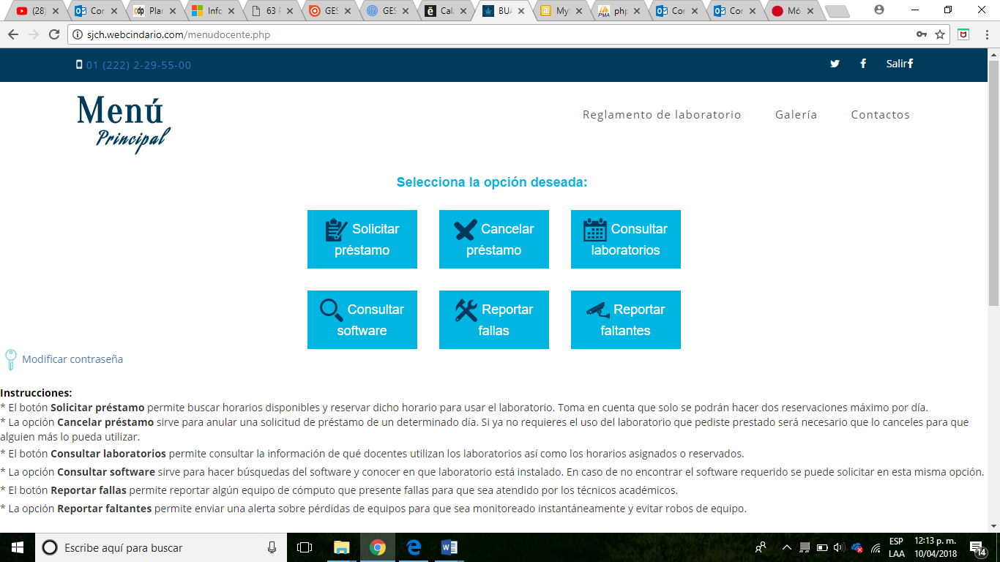 (28) Cor Plar Info 63 F GES GES Cala BUA My php Cor Cor Mó
sjch.webcindario.com/menudocente.php
01 (222) 2-29-55-00 Salir
Menú
Principal
Reglamento de laboratorio Galería Contactos
Selecciona la opción deseada:
Solicitar préstamo
Cancelar préstamo
Consultar laboratorios
Consultar software
Reportar fallas
Reportar faltantes
Modificar contraseña
Instrucciones:
* El botón Solicitar préstamo permite buscar horarios disponibles y reservar dicho horario para usar el laboratorio. Toma en cuenta que solo se podrán hacer dos reservaciones máximo por día.
* La opción Cancelar préstamo sirve para anular una solicitud de préstamo de un determinado día. Si ya no requieres el uso del laboratorio que pediste prestado será necesario que lo canceles para que
alguien más lo pueda utilizar.
* El botón Consultar laboratorios permite consultar la información de qué docentes utilizan los laboratorios así como los horarios asignados o reservados.
* La opción Consultar software sirve para hacer búsquedas del software y conocer en que laboratorio está instalado. En caso de no encontrar el software requerido se puede solicitar en esta misma opción.
* El botón Reportar fallas permite reportar algún equipo de cómputo que presente fallas para que sea atendido por los técnicos académicos.
* La opción Reportar faltantes permite enviar una alerta sobre pérdidas de equipos para que sea monitoreado instantáneamente y evitar robos de equipo.
Escribe aquí para buscar
ESP 12:13 p. m.
LAA 10/04/2018 14